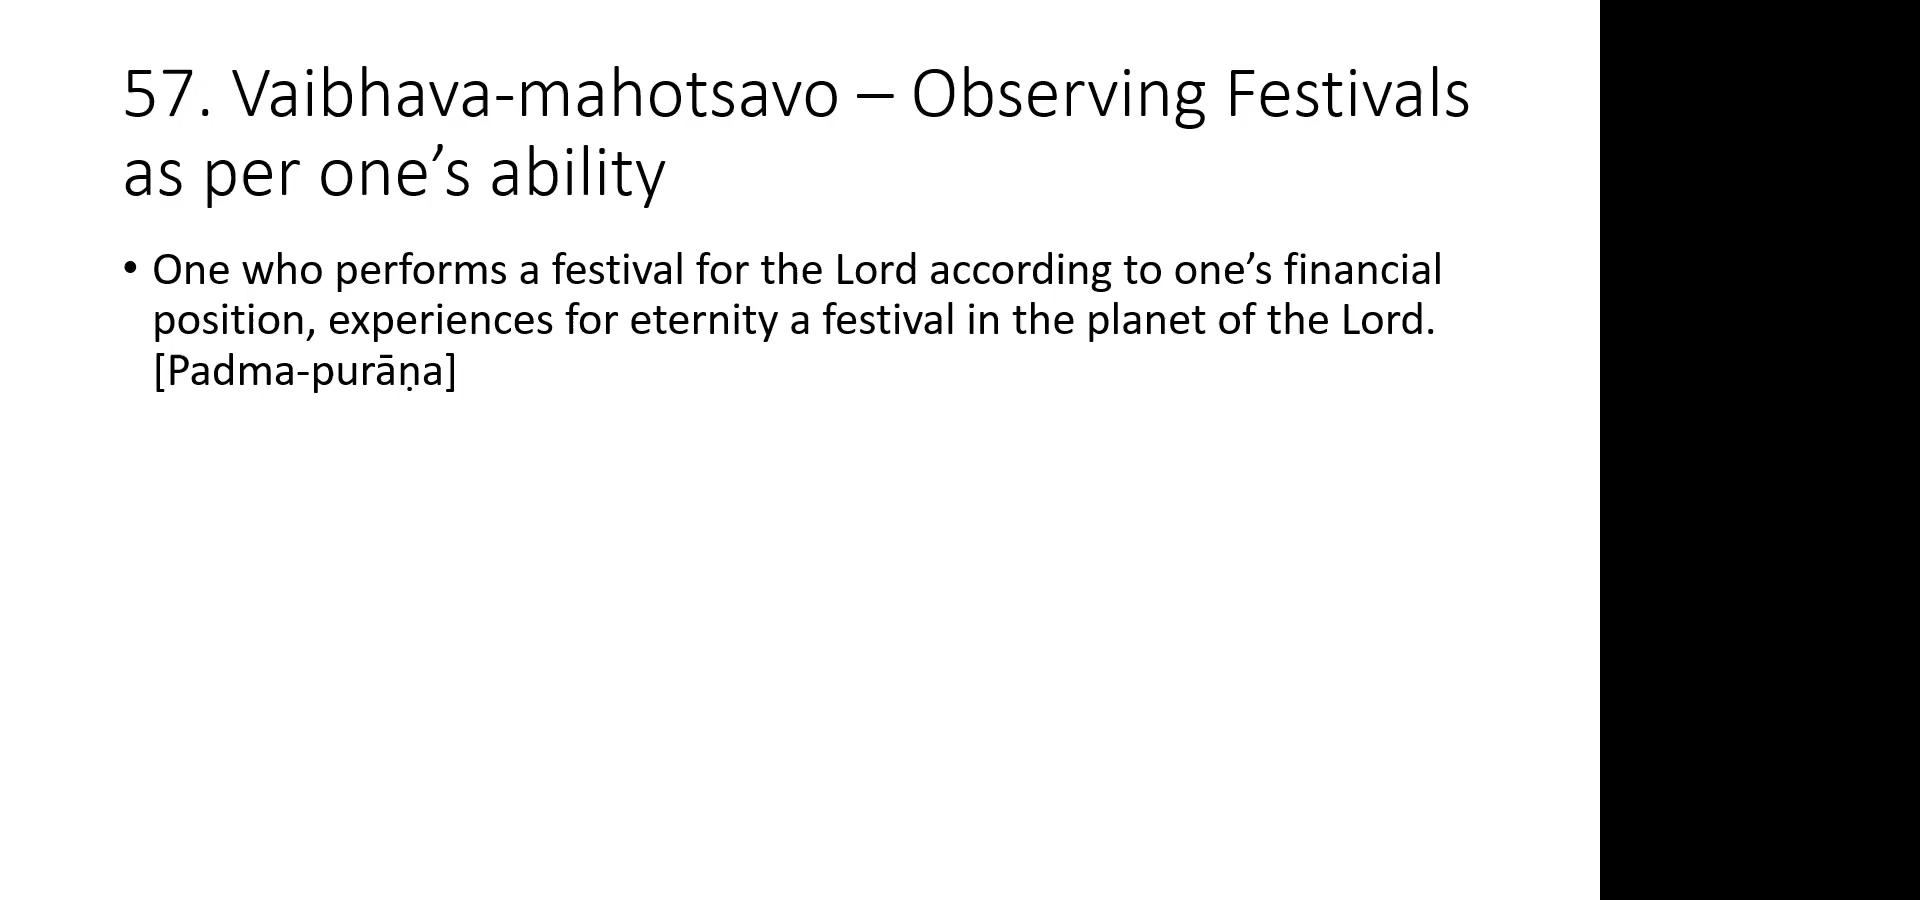 57. Vaibhava-mahotsavo – Observing Festivals
as per one’s ability
• One who performs a festival for the Lord according to one’s financial
position, experiences for eternity a festival in the planet of the Lord.
[Padma-purāṇa]